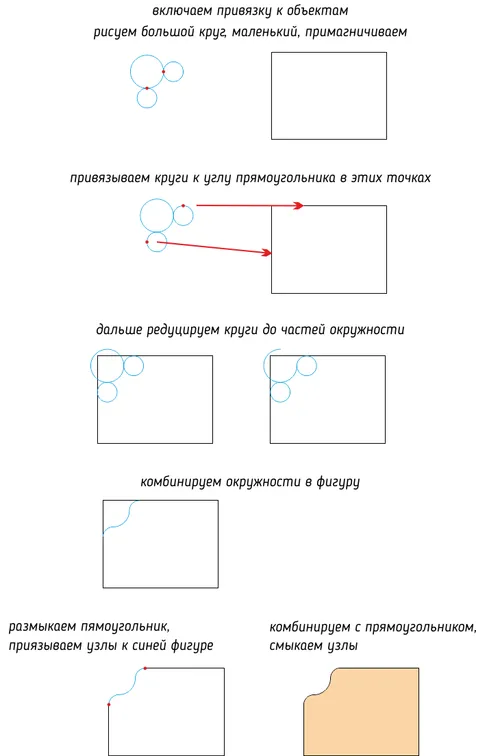 включаем привязку к объектам
рисуем большой круг, маленький, примагничиваем
привязываем круги к углу прямоугольника в этих точках
дальше редуцируем круги до частей окружности
комбинируем окружности в фигуру
размыкаем пямоугольник,
приязываем узлы к синей фигуре
комбинируем с прямоугольником,
смыкаем узлы